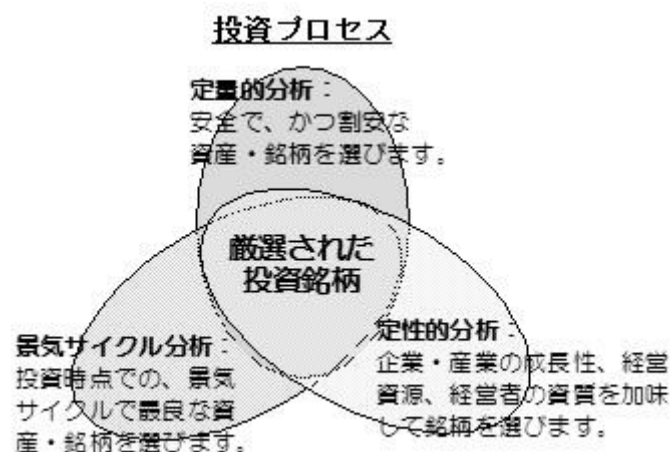 投資プロセス
定量的分析：
安全で、かつ割安な
資産・銘柄を選びます。
厳選された
投資銘柄
景気サイクル分析：
投資時点での、景気
サイクルで最良な資
産・銘柄を選びます。
定性的分析：
企業・産業の成長性、経営
資源、経営者の資質を加味
して銘柄を選びます。